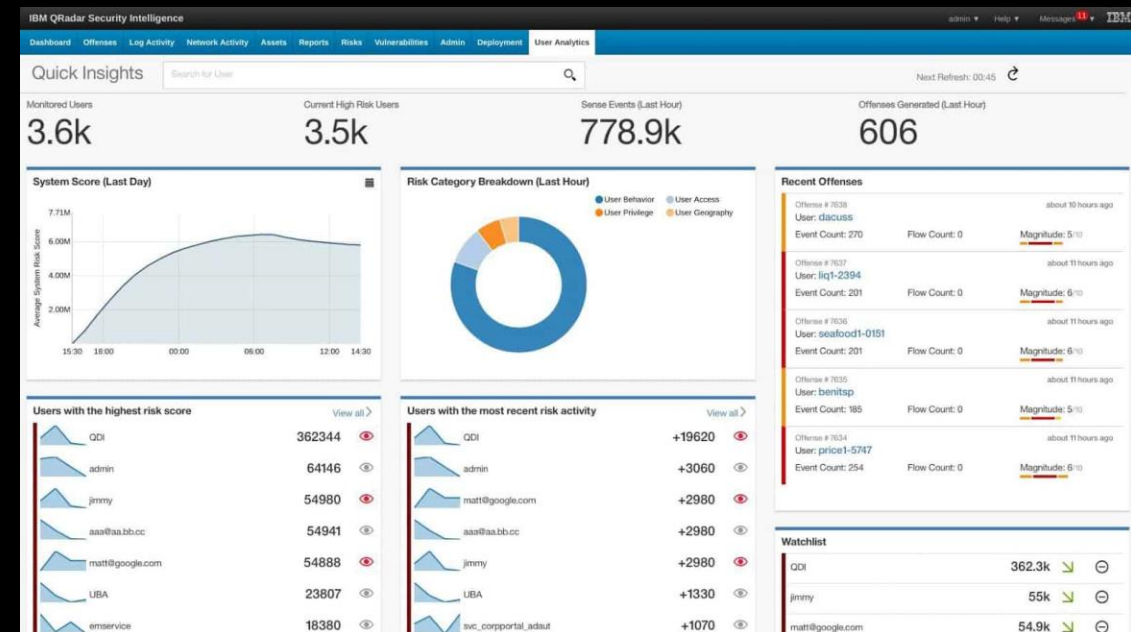 IBM QRadar Security Intelligence
admin Help Messages 11 IBM
Dashboard Offenses Log Activity Network Activity Assets Reports Risks Vulnerabilities Admin Deployment User Analytics
Quick Insights
Search for User
Next Refresh: 00:45
Monitored Users
3.6k
Current High Risk Users
3.5k
Sense Events (Last Hour)
778.9k
Offenses Generated (Last Hour)
606
System Score (Last Day)
Average System Risk Score
7.71M
6.00M
4.00M
2.00M
15:30 18:00 00:00 06:00 12:00 14:30
Risk Category Breakdown (Last Hour)
User Behavior User Access
User Privilege User Geography
Recent Offenses
Offense # 7638 about 10 hours ago
User: dacuss
Event Count: 270 Flow Count: 0 Magnitude: 5/10
Offense # 7637 about 11 hours ago
User: liq1-2394
Event Count: 201 Flow Count: 0 Magnitude: 6/10
Offense # 7636 about 11 hours ago
User: seafood1-0151
Event Count: 201 Flow Count: 0 Magnitude: 6/10
Offense # 7635 about 11 hours ago
User: benitsp
Event Count: 185 Flow Count: 0 Magnitude: 5/10
Offense # 7634 about 11 hours ago
User: price1-5747
Event Count: 254 Flow Count: 0 Magnitude: 6/10
Users with the highest risk score View all
QDI 362344
admin 64146
jimmy 54980
aaa@aa.bb.cc 54941
matt@google.com 54888
UBA 23807
emservice 18380
Users with the most recent risk activity View all
QDI +19620
admin +3060
matt@google.com +2980
aaa@aa.bb.cc +2980
jimmy +2980
UBA +1330
svc_corpportal_adaut +1070
Watchlist
QDI 362.3k
jimmy 55k
matt@google.com 54.9k